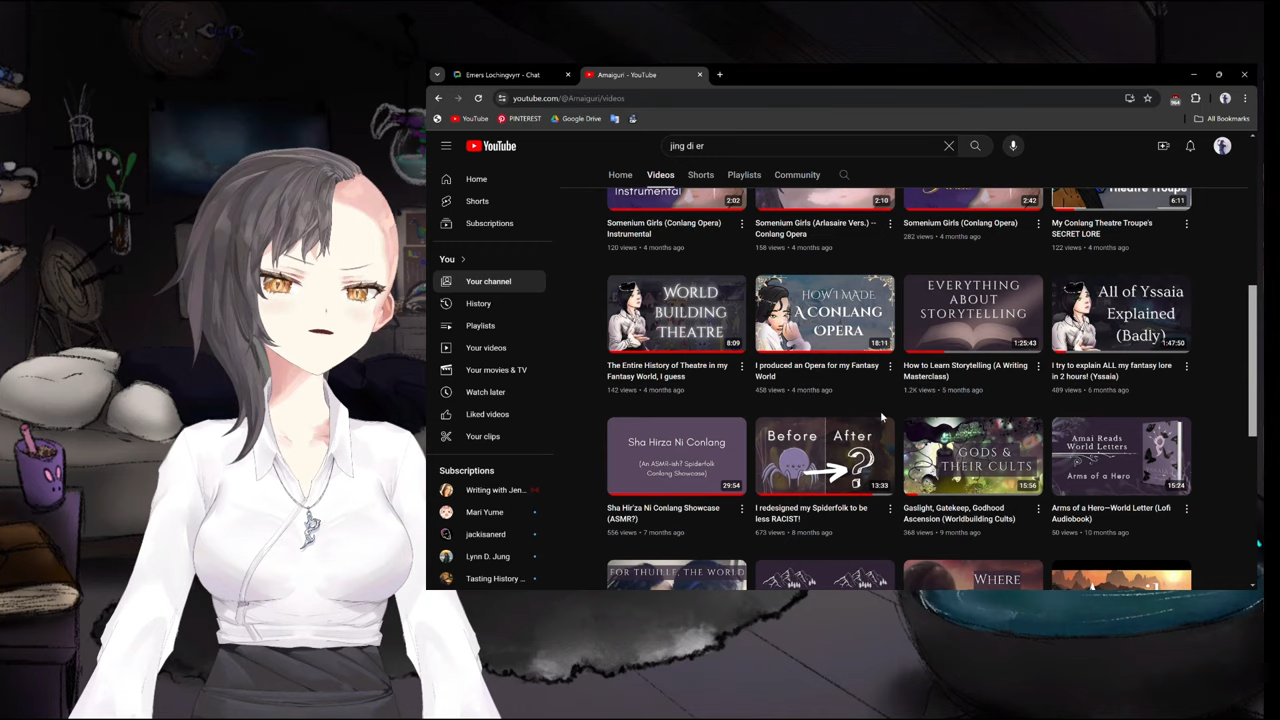 Emers Lochingvyrr - Chat
Amaiguri - YouTube
youtube.com/@Amaiguri/videos
YouTube
PINTEREST
Google Drive
All Bookmarks
YouTube
jing di er
Home
Videos
Shorts
Playlists
Community
Home
Shorts
Subscriptions
You
Your channel
History
Playlists
Your videos
Your movies & TV
Watch later
Liked videos
Your clips
Subscriptions
Writing with Jen...
Mari Yume
jackisanerd
Lynn D. Jung
Tasting History ...
Instrumental
2:02
2:10
2:42
Theatre Troupe
6:11
Somenium Girls (Conlang Opera)
Instrumental
120 views • 4 months ago
Somenium Girls (Arlasaire Vers.) --
Conlang Opera
158 views • 4 months ago
Somenium Girls (Conlang Opera)
282 views • 4 months ago
My Conlang Theatre Troupe's
SECRET LORE
122 views • 4 months ago
WORLD
BUILDING
THEATRE
8:09
HOW I MADE
A CONLANG
OPERA
18:11
EVERYTHING
ABOUT
STORYTELLING
1:25:43
All of Yssaia
Explained
(Badly)
1:47:50
The Entire History of Theatre in my
Fantasy World, I guess
142 views • 4 months ago
I produced an Opera for my Fantasy
World
458 views • 4 months ago
How to Learn Storytelling (A Writing
Masterclass)
1.2K views • 5 months ago
I try to explain ALL my fantasy lore
in 2 hours! (Yssaia)
489 views • 6 months ago
Sha Hirza Ni Conlang
(An ASMR-ish? Spiderfolk
Conlang Showcase)
29:54
Before
After
?
13:33
GODS &
THEIR CULTS
15:56
Amai Reads
World Letters
Arms of a Hero
15:24
Sha Hir'za Ni Conlang Showcase
(ASMR?)
556 views • 7 months ago
I redesigned my Spiderfolk to be
less RACIST!
673 views • 8 months ago
Gaslight, Gatekeep, Godhood
Ascension (Worldbuilding Cults)
368 views • 9 months ago
Arms of a Hero—World Letter (Lofi
Audiobook)
50 views • 10 months ago
FOR THUILLE, THE WORLD
WHERE